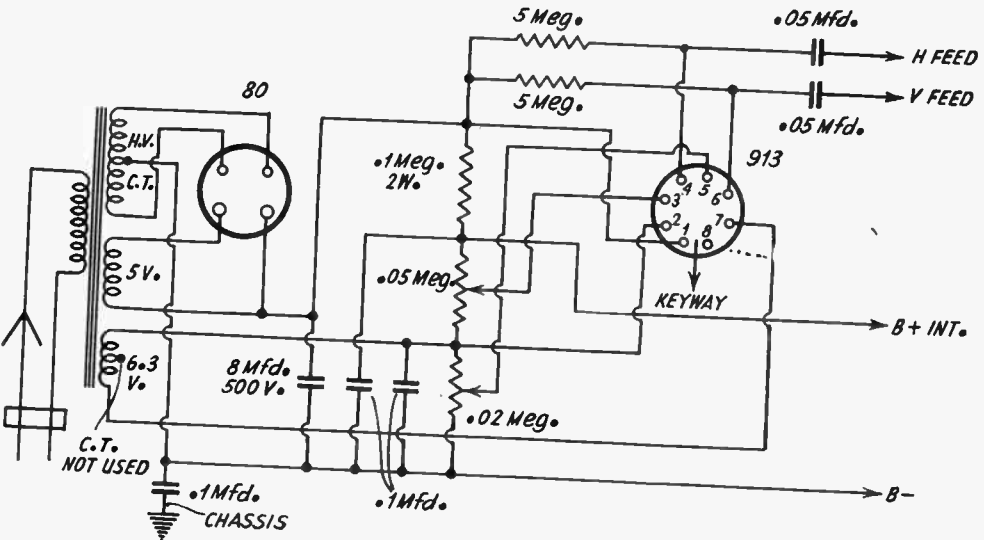 5 Meg.
.05 Mfd.
H FEED
80
V FEED
5 Meg.
.05 Mfd.
H.V.
.1 Meg.
2W.
913
C.T.
4 5
3 6
2 7
1 8
5 V.
.05 Meg.
KEYWAY
B+ INT.
6.3
V.
8 Mfd.
500 V.
.02 Meg.
C.T.
NOT USED
.1 Mfd.
.1 Mfd.
B-
CHASSIS